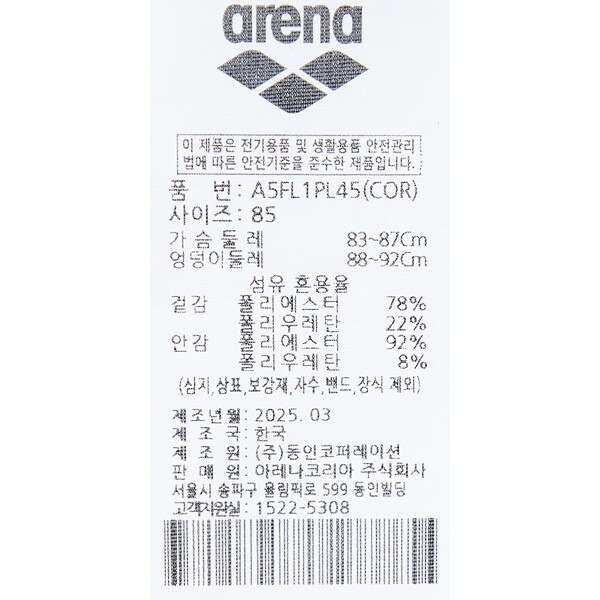 arena
이 제품은 전기용품 및 생활용품 안전관리
법에 따른 안전기준을 준수한 제품입니다.
품 번: A5FL1PL45(COR)
사이즈: 85
가슴둘레 83~87Cm
엉덩이둘레 88~92Cm
섬유 혼용율
겉감 폴리에스터 78%
폴리우레탄 22%
안감 폴리에스터 92%
폴리우레탄 8%
(심지,상표,보강재,자수,밴드,장식 제외)
제조년월: 2025. 03
제 조 국: 한국
제 조 원: (주)동인코퍼레이션
판 매 원: 아레나코리아 주식회사
서울시 송파구 올림픽로 599 동인빌딩
고객지원실: 1522-5308